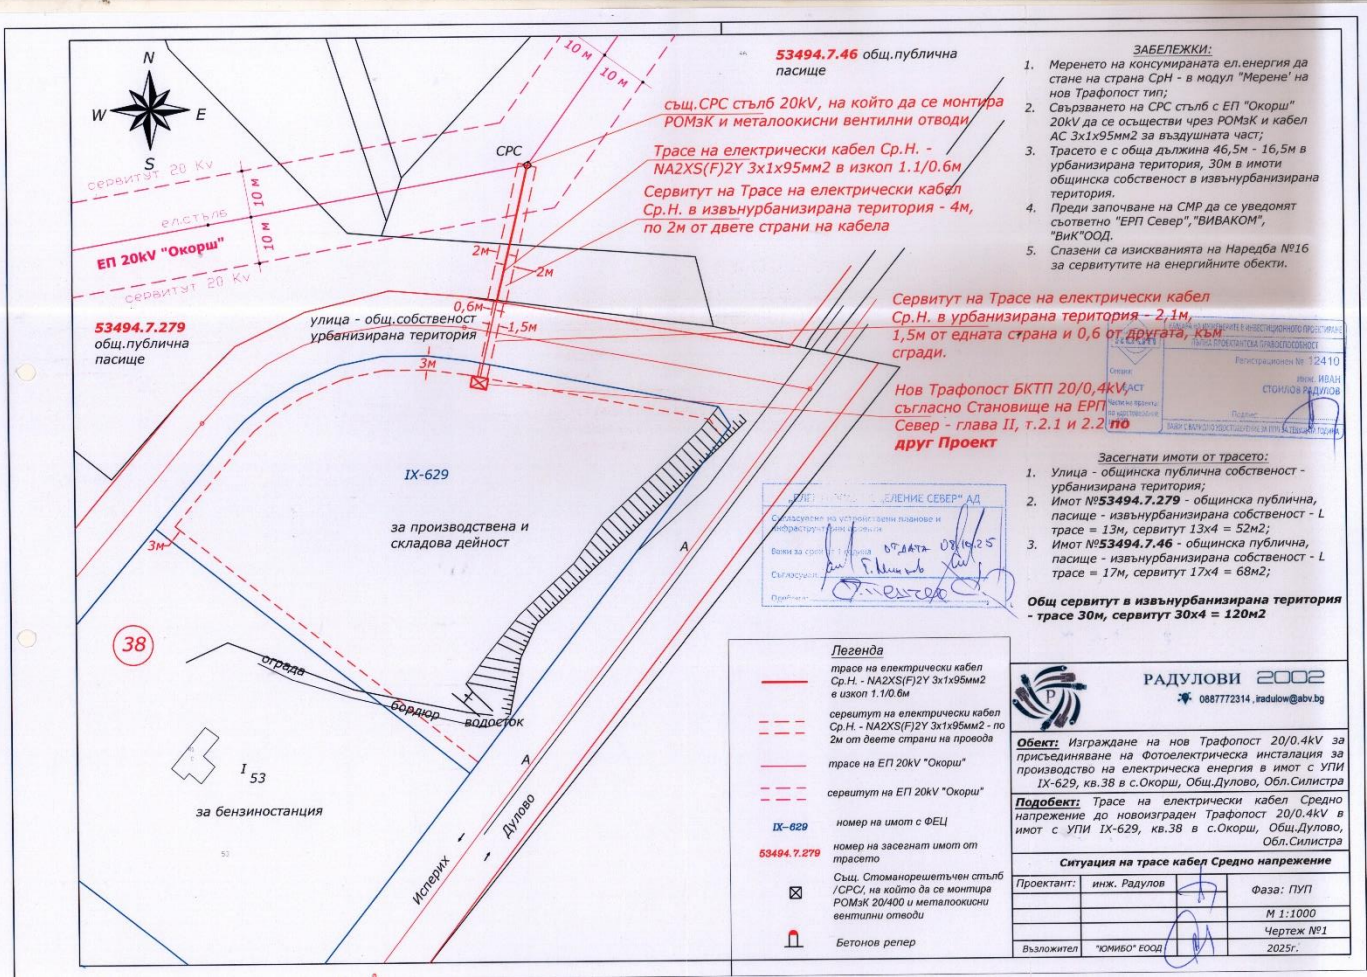 N
W
E
S
53494.7.46 общ.публична
пасище
10 м
10 м
същ.СРС стълб 20kV, на който да се монтира
РОМзК и металоокисни вентилни отводи
СРС
Трасе на електрически кабел Ср.Н. -
NA2XS(F)2Y 3x1x95мм2 в изкоп 1.1/0.6м
Сервитут на Трасе на електрически кабел
Ср.Н. в извънурбанизирана територия - 4м,
по 2м от двете страни на кабела
сервитут 20 Kv
10 м
ел.стълб
10 м
ЕП 20kV "Окорш"
сервитут 20 Kv
2м
2м
0,6м
1,5м
53494.7.279
общ.публична
пасище
улица - общ.собственост
урбанизирана територия
3м
Сервитут на Трасе на електрически кабел
Ср.Н. в урбанизирана територия - 2,1м,
1,5м от едната страна и 0,6 от другата, към
сгради.
Нов Трафопост БКТП 20/0,4kV,
съгласно Становище на ЕРП
Север - глава II, т.2.1 и 2.2 по
друг Проект
IX-629
за производствена и
складова дейност
3м
38
ограда
бордюр
водосток
I 53
за бензиностанция
53
A
A
Исперих
Дулово
ЗАБЕЛЕЖКИ:
1. Меренето на консумираната ел.енергия да
стане на страна СрН - в модул "Мерене' на
нов Трафопост тип;
2. Свързването на СРС стълб с ЕП "Окорш"
20kV да се осъществи чрез РОМзК и кабел
АС 3x1x95мм2 за въздушната част;
3. Трасето е с обща дължина 46,5м - 16,5м в
урбанизирана територия, 30м в имоти
общинска собственост в извънурбанизирана
територия.
4. Преди започване на СМР да се уведомят
съответно "ЕРП Север","ВИВАКОМ",
"ВиК"ООД.
5. Спазени са изискванията на Наредба №16
за сервитутите на енергийните обекти.
Регистрационен № 12410
инж. ИВАН
СТОИЛОВ РАДУЛОВ
Подпис
Засегнати имоти от трасето:
1. Улица - общинска публична собственост -
урбанизирана територия;
2. Имот №53494.7.279 - общинска публична,
пасище - извънурбанизирана собственост - L
трасе = 13м, сервитут 13x4 = 52м2;
3. Имот №53494.7.46 - общинска публична,
пасище - извънурбанизирана собственост - L
трасе = 17м, сервитут 17x4 = 68м2;
Общ сервитут в извънурбанизирана територия
- трасе 30м, сервитут 30x4 = 120м2
СЕВЕР" АД
Съгласуване на устройствени планове и
от дата
Легенда
трасе на електрически кабел
Ср.Н. - NA2XS(F)2Y 3x1x95мм2
в изкоп 1.1/0.6м
сервитут на електрически кабел
Ср.Н. - NA2XS(F)2Y 3x1x95мм2 - по
2м от двете страни на провода
трасе на ЕП 20kV "Окорш"
сервитут на ЕП 20kV "Окорш"
IX-629 номер на имот с ФЕЦ
53494.7.279 номер на засегнат имот от
трасето
Същ. Стоманорешетъчен стълб
/СРС/, на който да се монтира
РОМзК 20/400 и металоокисни
вентилни отводи
Бетонов репер
Р
РАДУЛОВИ 2002
0887772314 , iradulow@abv.bg
Обект: Изграждане на нов Трафопост 20/0.4kV за
присъединяване на Фотоелектрическа инсталация за
производство на електрическа енергия в имот с УПИ
IX-629, кв.38 в с.Окорш, Общ.Дулово, Обл.Силистра
Подобект: Трасе на електрически кабел Средно
напрежение до новоизграден Трафопост 20/0.4kV в
имот с УПИ IX-629, кв.38 в с.Окорш, Общ.Дулово,
Обл.Силистра
Ситуация на трасе кабел Средно напрежение
Проектант: инж. Радулов
Фаза: ПУП
М 1:1000
Чертеж №1
Възложител "ЮМИБО" ЕООД
2025г.